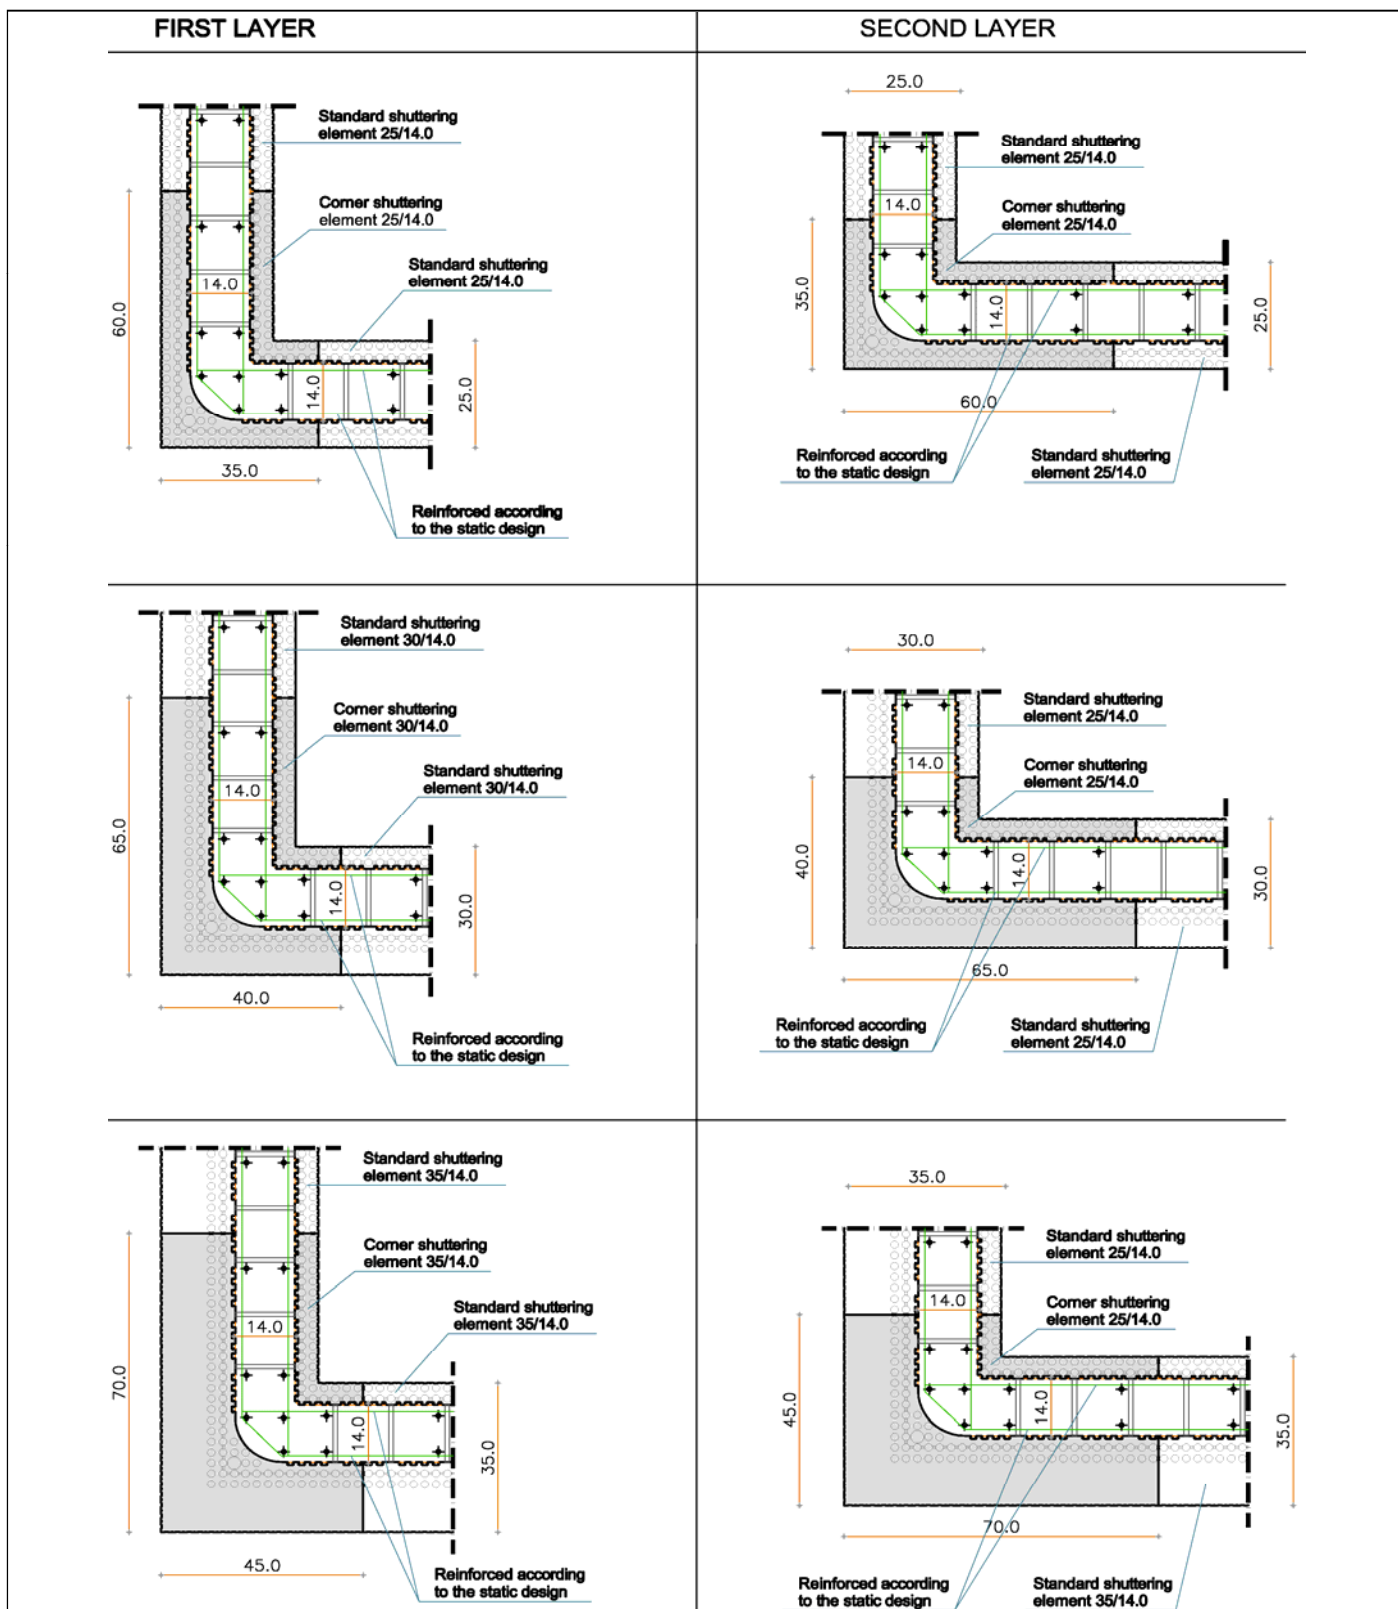 FIRST LAYER
SECOND LAYER
Standard shuttering
element 25/14.0
Corner shuttering
element 25/14.0
Standard shuttering
element 25/14.0
60.0
14.0
14.0
25.0
35.0
Reinforced according
to the static design
25.0
Standard shuttering
element 25/14.0
Corner shuttering
element 25/14.0
14.0
35.0
14.0
25.0
60.0
Reinforced according
to the static design
Standard shuttering
element 25/14.0
Standard shuttering
element 30/14.0
Corner shuttering
element 30/14.0
Standard shuttering
element 30/14.0
14.0
65.0
14.0
30.0
40.0
Reinforced according
to the static design
30.0
Standard shuttering
element 25/14.0
Corner shuttering
element 25/14.0
14.0
40.0
14.0
30.0
65.0
Reinforced according
to the static design
Standard shuttering
element 25/14.0
Standard shuttering
element 35/14.0
Corner shuttering
element 35/14.0
Standard shuttering
element 35/14.0
14.0
70.0
14.0
35.0
45.0
Reinforced according
to the static design
35.0
Standard shuttering
element 25/14.0
Corner shuttering
element 25/14.0
14.0
45.0
14.0
35.0
70.0
Reinforced according
to the static design
Standard shuttering
element 35/14.0